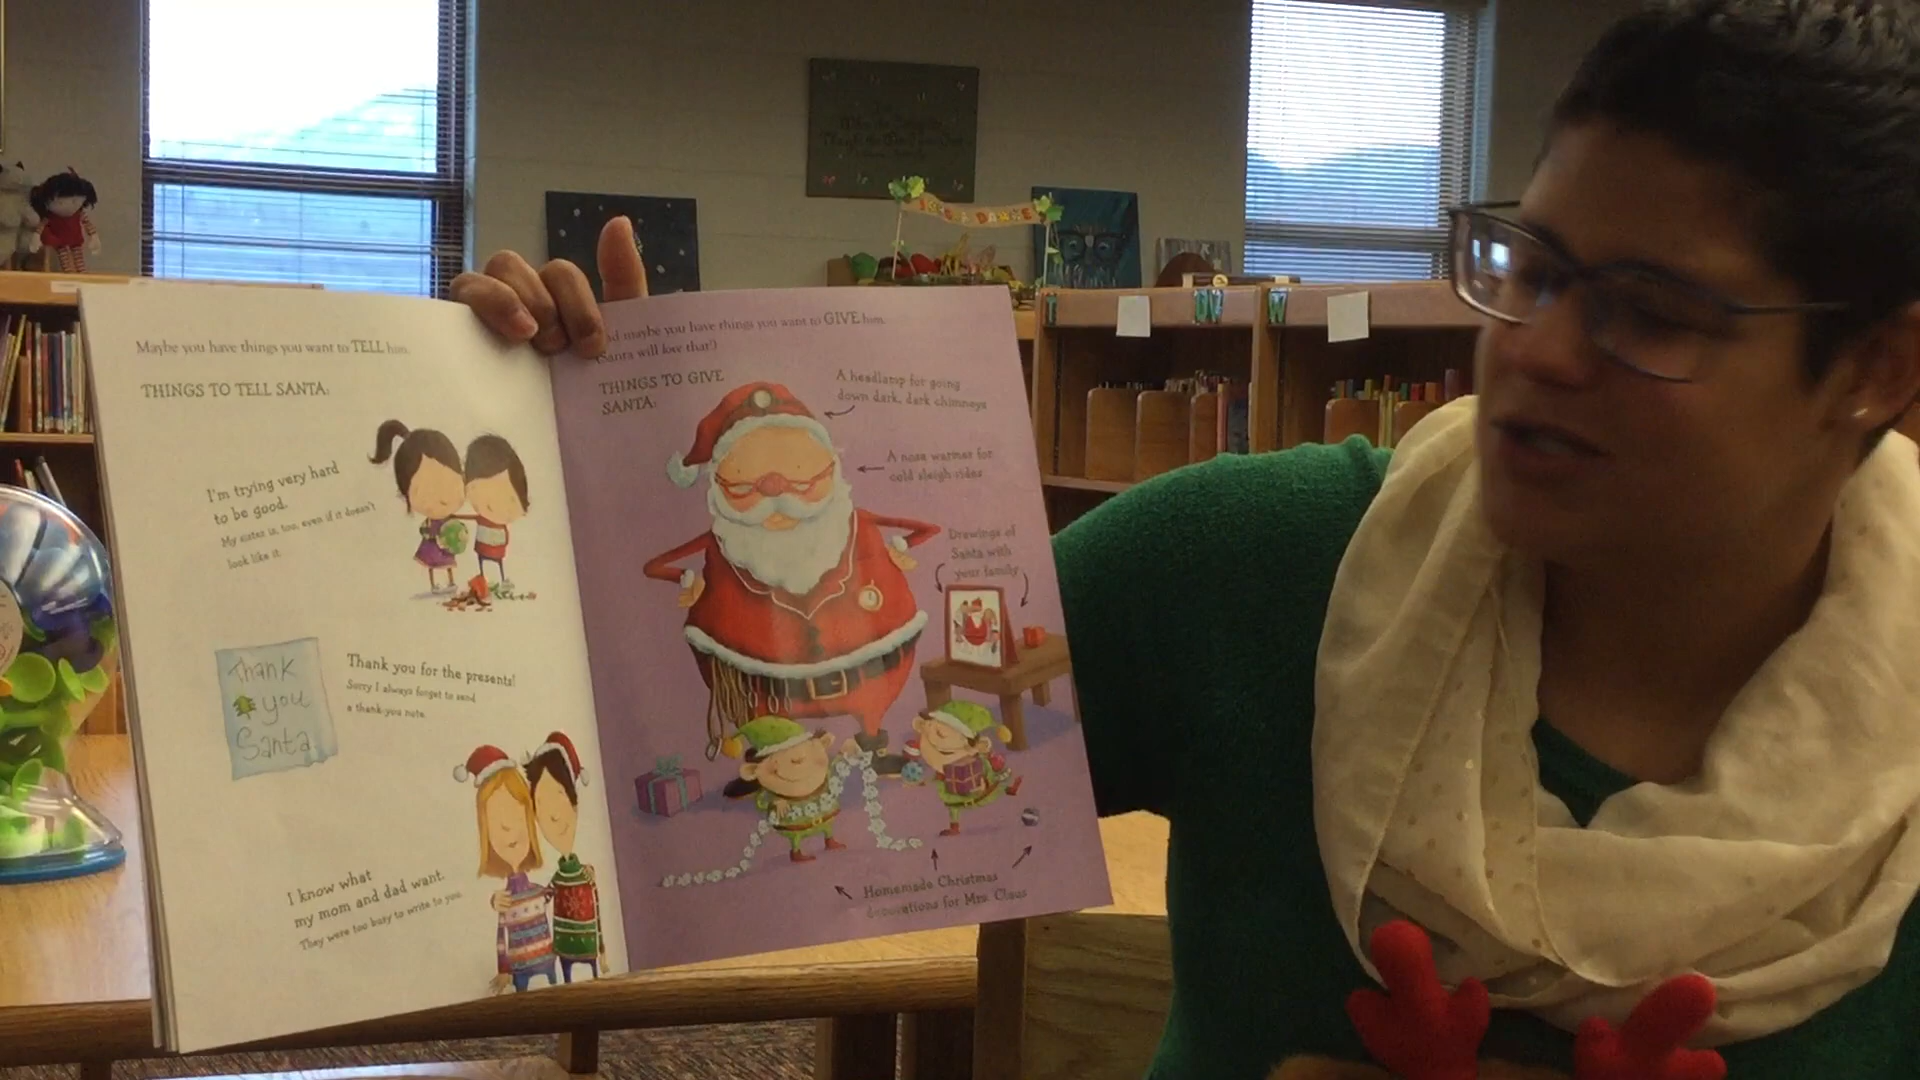 Maybe you have things you want to TELL him.
THINGS TO TELL SANTA:
I'm trying very hard
to be good.
My sister is, too, even if it doesn't
look like it.
Thank
you
Santa
Thank you for the presents!
Sorry I always forget to send
a thank-you note.
I know what
my mom and dad want.
They were too busy to write to you.
maybe you have things you want to GIVE him.
(Santa will love that!)
THINGS TO GIVE
SANTA:
A headlamp for going
down dark, dark chimneys
A nose warmer for
cold sleigh rides
Drawings of
Santa with
your family
Homemade Christmas
decorations for Mrs. Claus
W